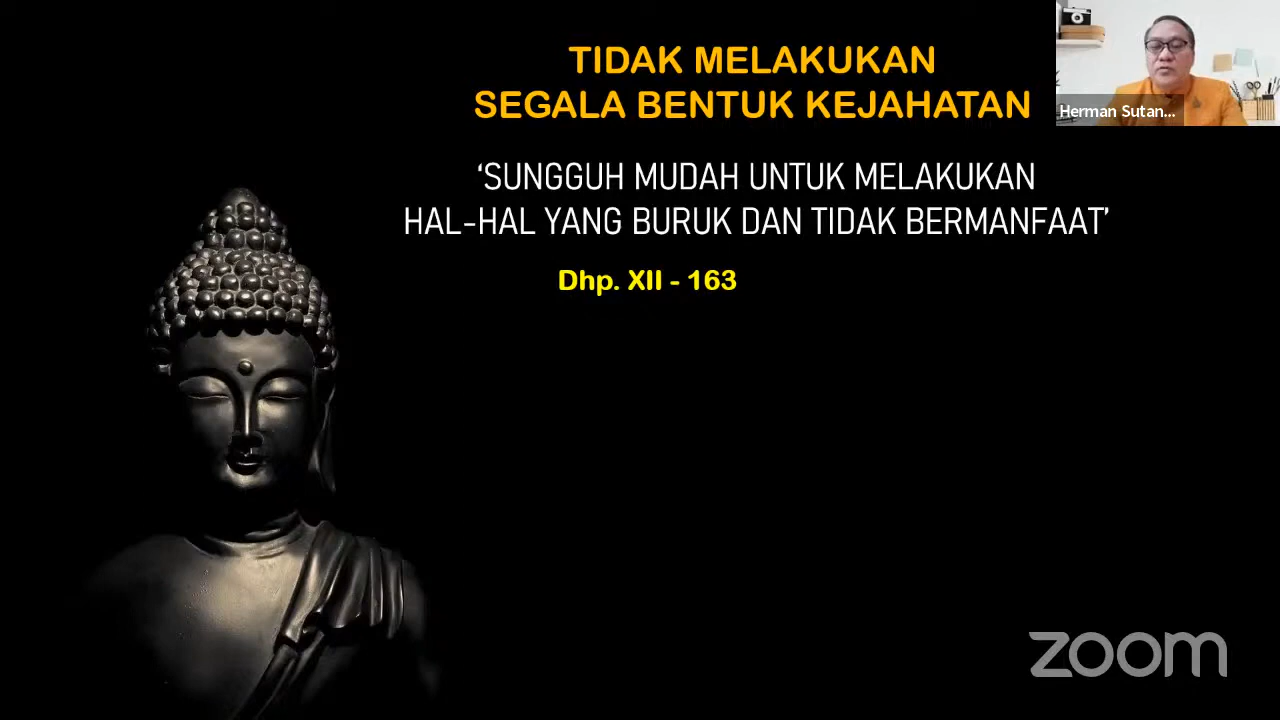 TIDAK MELAKUKAN
SEGALA BENTUK KEJAHATAN
Herman Sutan...
‘SUNGGUH MUDAH UNTUK MELAKUKAN
HAL-HAL YANG BURUK DAN TIDAK BERMANFAAT’
Dhp. XII - 163
zoom